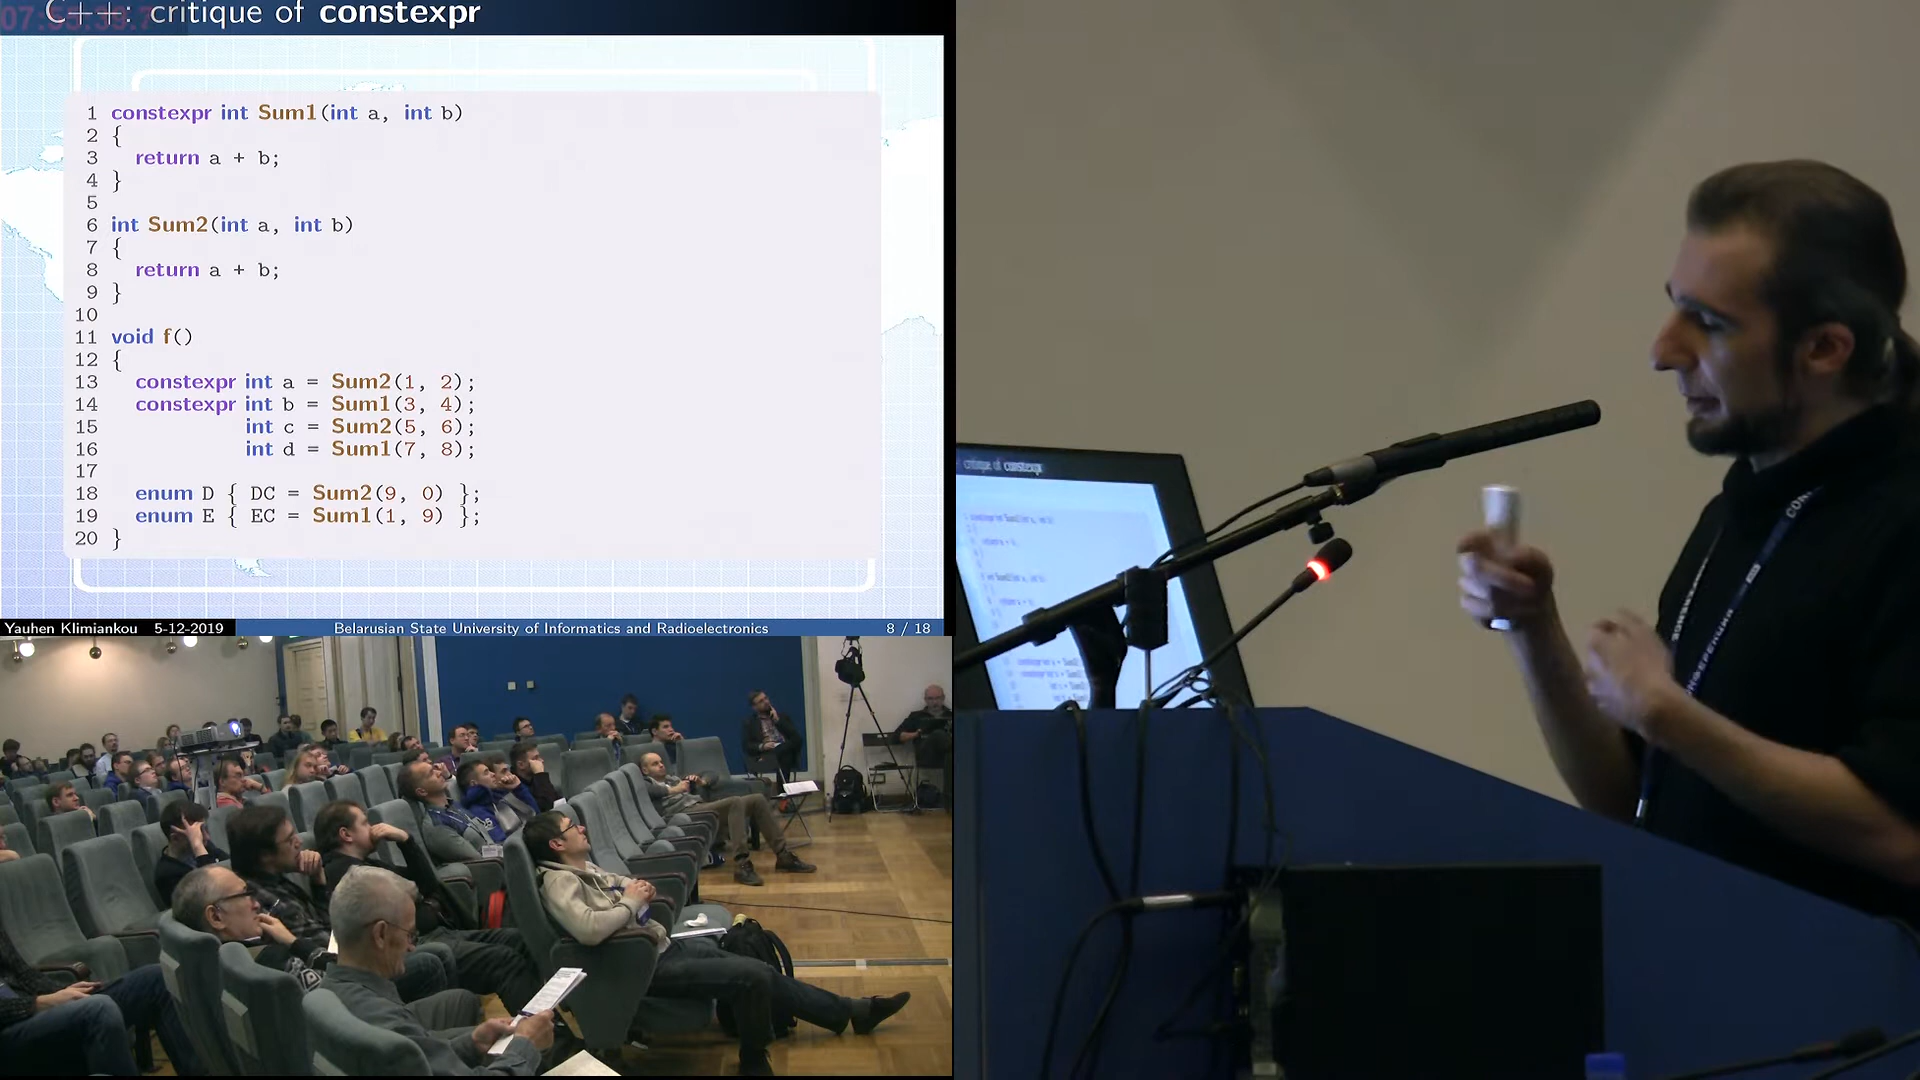 C++: critique of constexpr
1 constexpr int Sum1(int a, int b)
2 {
3 return a + b;
4 }
5
6 int Sum2(int a, int b)
7 {
8 return a + b;
9 }
10
11 void f()
12 {
13 constexpr int a = Sum2(1, 2);
14 constexpr int b = Sum1(3, 4);
15 int c = Sum2(5, 6);
16 int d = Sum1(7, 8);
17
18 enum D { DC = Sum2(9, 0) };
19 enum E { EC = Sum1(1, 9) };
20 }
Yauhen Klimiankou 5-12-2019 Belarusian State University of Informatics and Radioelectronics 8 / 18
critique of constexpr